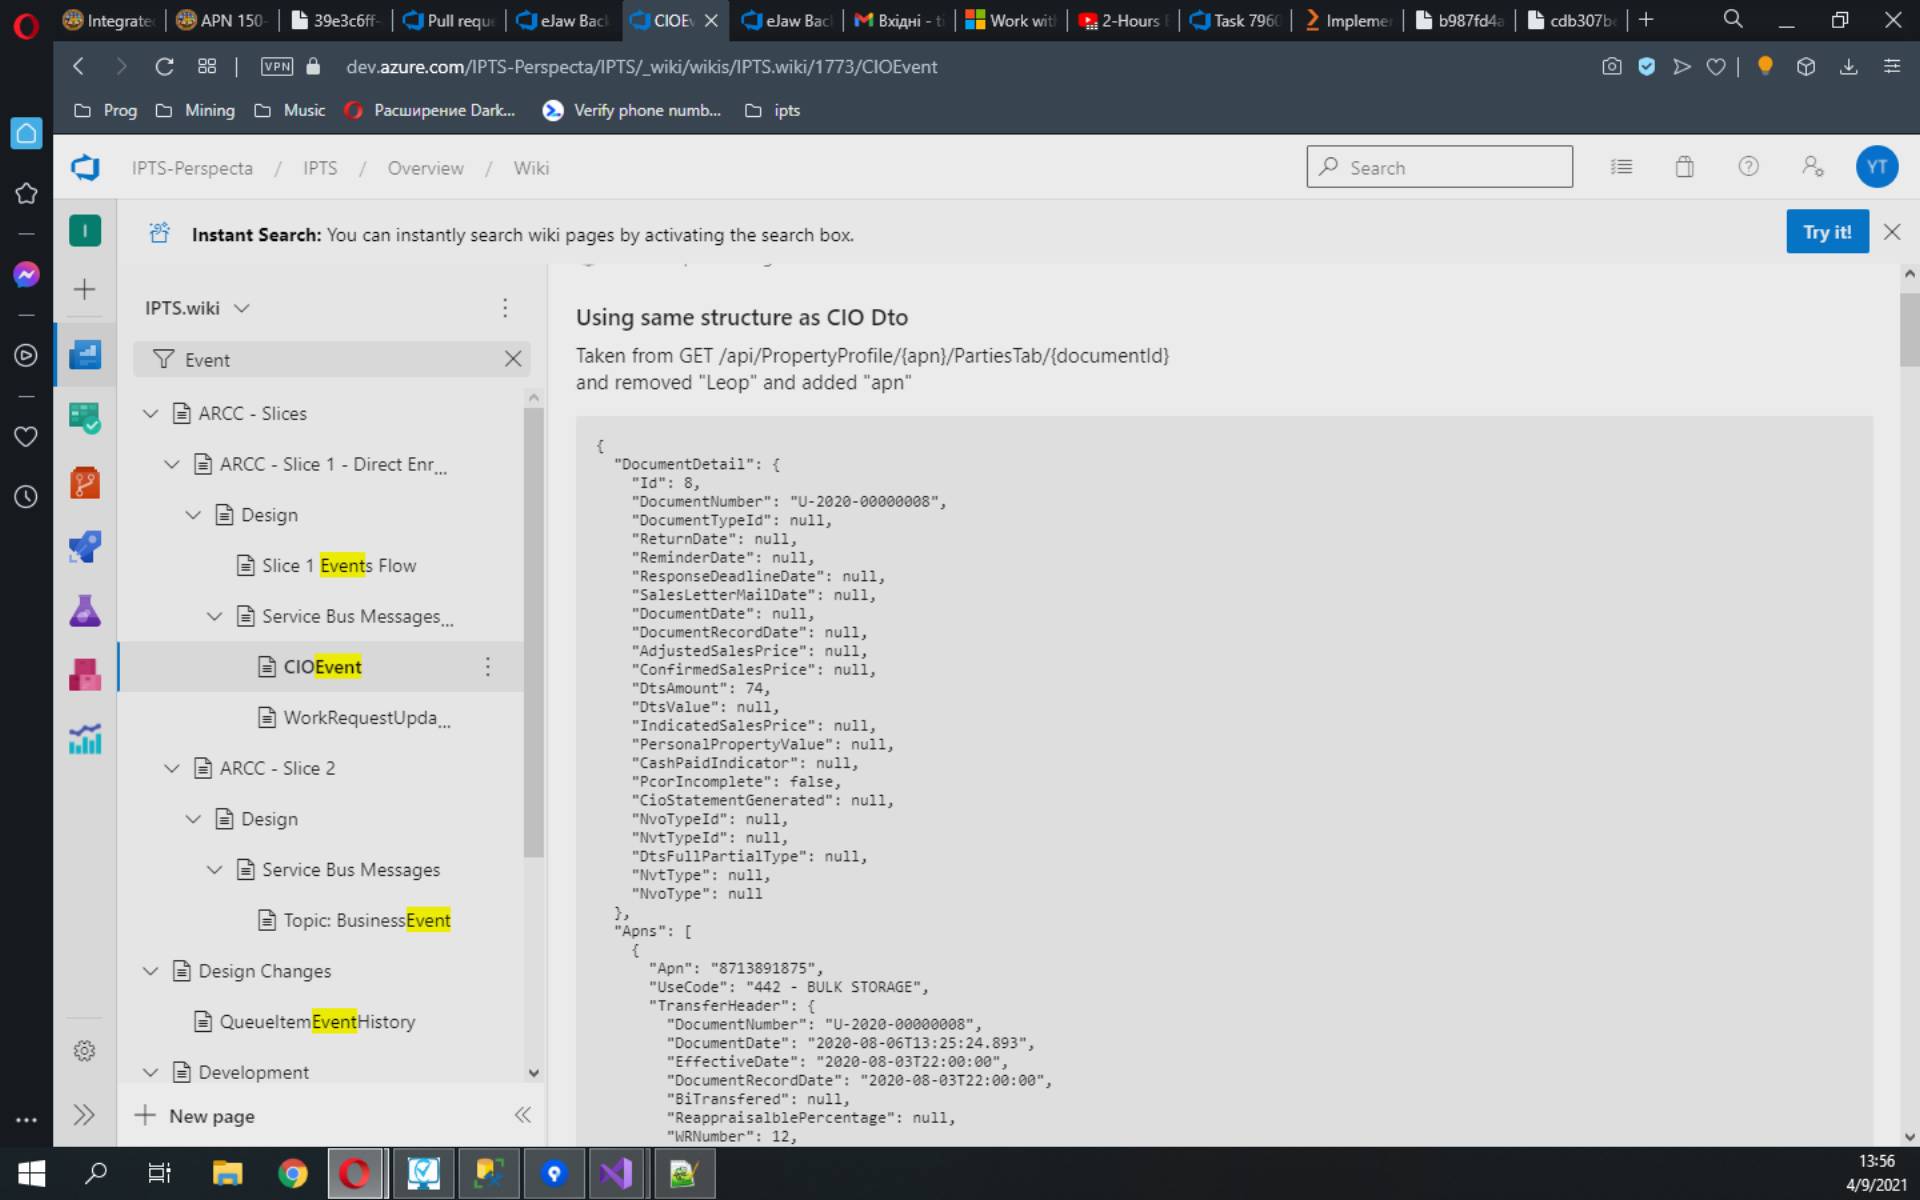 Integrate
APN 150-
39e3c6ff-
Pull requ
eJaw Bac
CIOEv
eJaw Bac
Вхідні - ti
Work wit
2-Hours
Task 7960
Implemen
b987fd4a
cdb307b
VPN
dev.azure.com/IPTS-Perspecta/IPTS/_wiki/wikis/IPTS.wiki/1773/CIOEvent
Prog
Mining
Music
Расширение Dark...
Verify phone numb...
ipts
IPTS-Perspecta / IPTS / Overview / Wiki
Search
YT
I
Instant Search: You can instantly search wiki pages by activating the search box.
Try it!
IPTS.wiki
Event
ARCC - Slices
ARCC - Slice 1 - Direct Enr...
Design
Slice 1 Events Flow
Service Bus Messages...
CIOEvent
WorkRequestUpda...
ARCC - Slice 2
Design
Service Bus Messages
Topic: BusinessEvent
Design Changes
QueueItemEventHistory
Development
New page
Using same structure as CIO Dto
Taken from GET /api/PropertyProfile/{apn}/PartiesTab/{documentId}
and removed "Leop" and added "apn"
{
"DocumentDetail": {
"Id": 8,
"DocumentNumber": "U-2020-00000008",
"DocumentTypeId": null,
"ReturnDate": null,
"ReminderDate": null,
"ResponseDeadlineDate": null,
"SalesLetterMailDate": null,
"DocumentDate": null,
"DocumentRecordDate": null,
"AdjustedSalesPrice": null,
"ConfirmedSalesPrice": null,
"DtsAmount": 74,
"DtsValue": null,
"IndicatedSalesPrice": null,
"PersonalPropertyValue": null,
"CashPaidIndicator": null,
"PcorIncomplete": false,
"CioStatementGenerated": null,
"NvoTypeId": null,
"NvtTypeId": null,
"DtsFullPartialType": null,
"NvtType": null,
"NvoType": null
},
"Apns": [
{
"Apn": "8713891875",
"UseCode": "442 - BULK STORAGE",
"TransferHeader": {
"DocumentNumber": "U-2020-00000008",
"DocumentDate": "2020-08-06T13:25:24.893",
"EffectiveDate": "2020-08-03T22:00:00",
"DocumentRecordDate": "2020-08-03T22:00:00",
"BiTransfered": null,
"ReappraisalblePercentage": null,
"WRNumber": 12,
13:56
4/9/2021